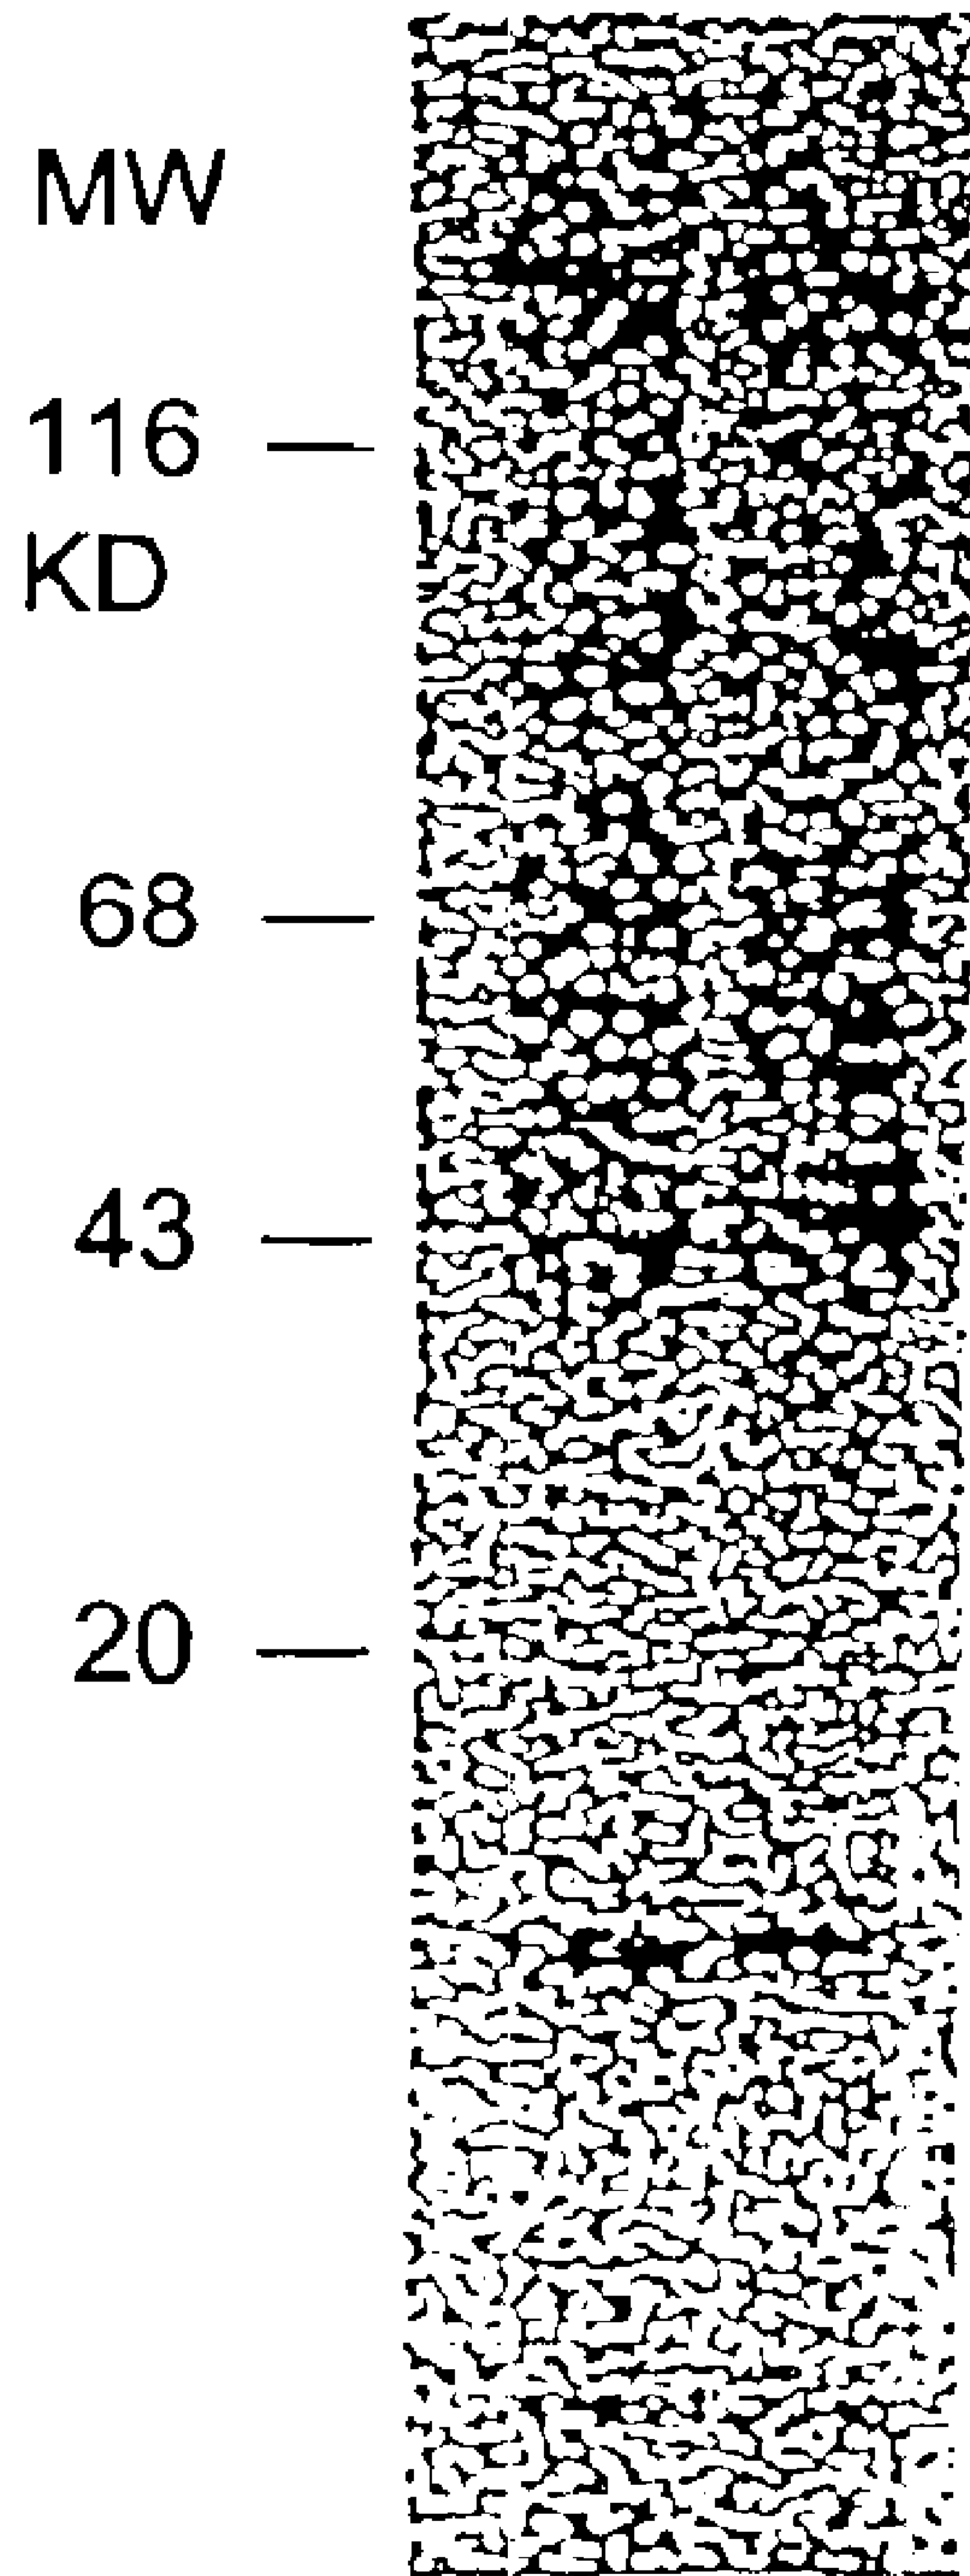 MW
116 —
KD
68 —
43 —
20 —